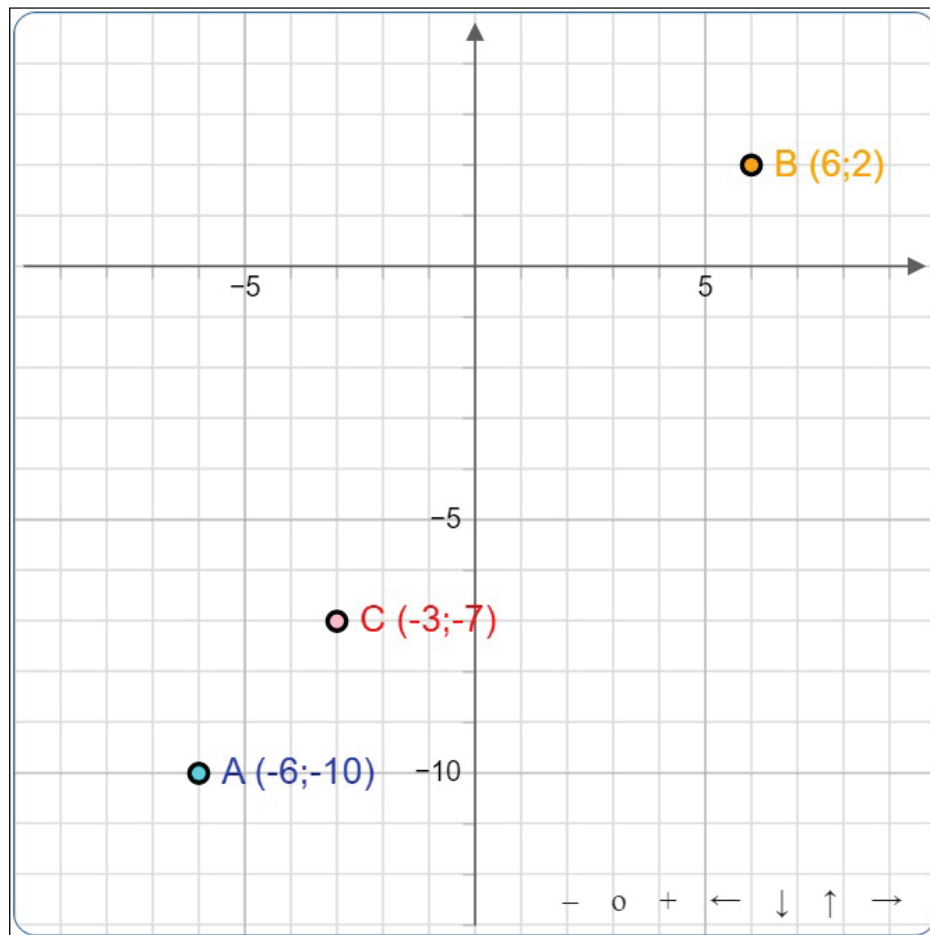 B (6;2)
−5
5
−5
C (-3;-7)
A (-6;-10)
−10
− o + ← ↓ ↑ →